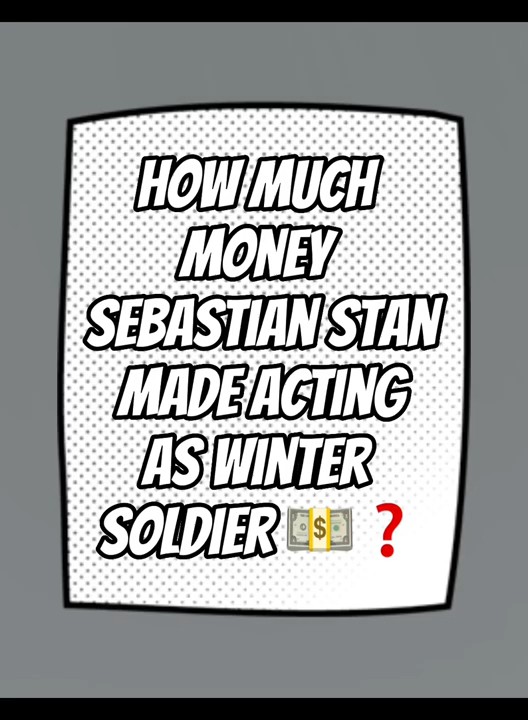 HOW MUCH
MONEY
SEBASTIAN STAN
MADE ACTING
AS WINTER
SOLDIER 💵 ❓